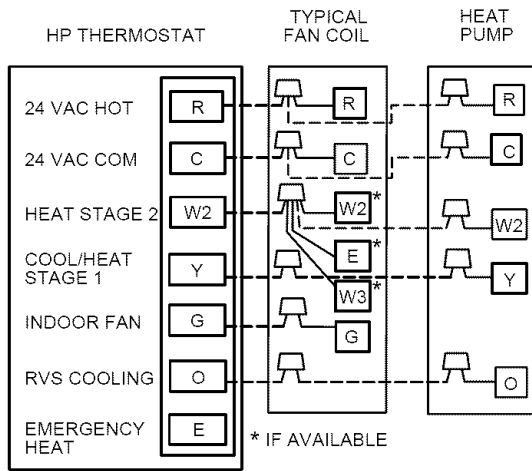 HP THERMOSTAT
TYPICAL
FAN COIL
HEAT
PUMP
24 VAC HOT R R R
24 VAC COM C C C
HEAT STAGE 2 W2 W2 * W2
E *
COOL/HEAT
STAGE 1 Y W3 * Y
INDOOR FAN G G
RVS COOLING O O
EMERGENCY
HEAT E
* IF AVAILABLE